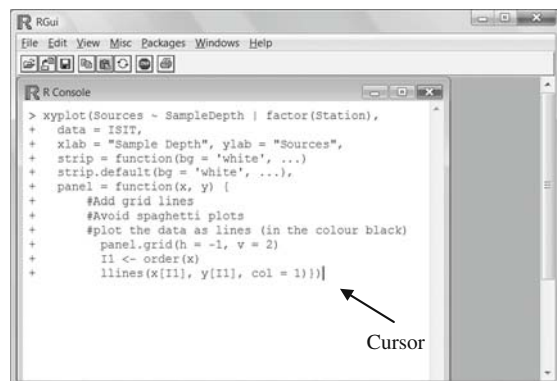 RGui
File Edit View Misc Packages Windows Help
R Console
> xyplot(Sources ~ SampleDepth | factor(Station),
+ data = ISIT,
+ xlab = "Sample Depth", ylab = "Sources",
+ strip = function(bg = 'white', ...)
+ strip.default(bg = 'white', ...),
+ panel = function(x, y) {
+ #Add grid lines
+ #Avoid spaghetti plots
+ #plot the data as lines (in the colour black)
+ panel.grid(h = -1, v = 2)
+ I1 <- order(x)
+ llines(x[I1], y[I1], col = 1)})
Cursor